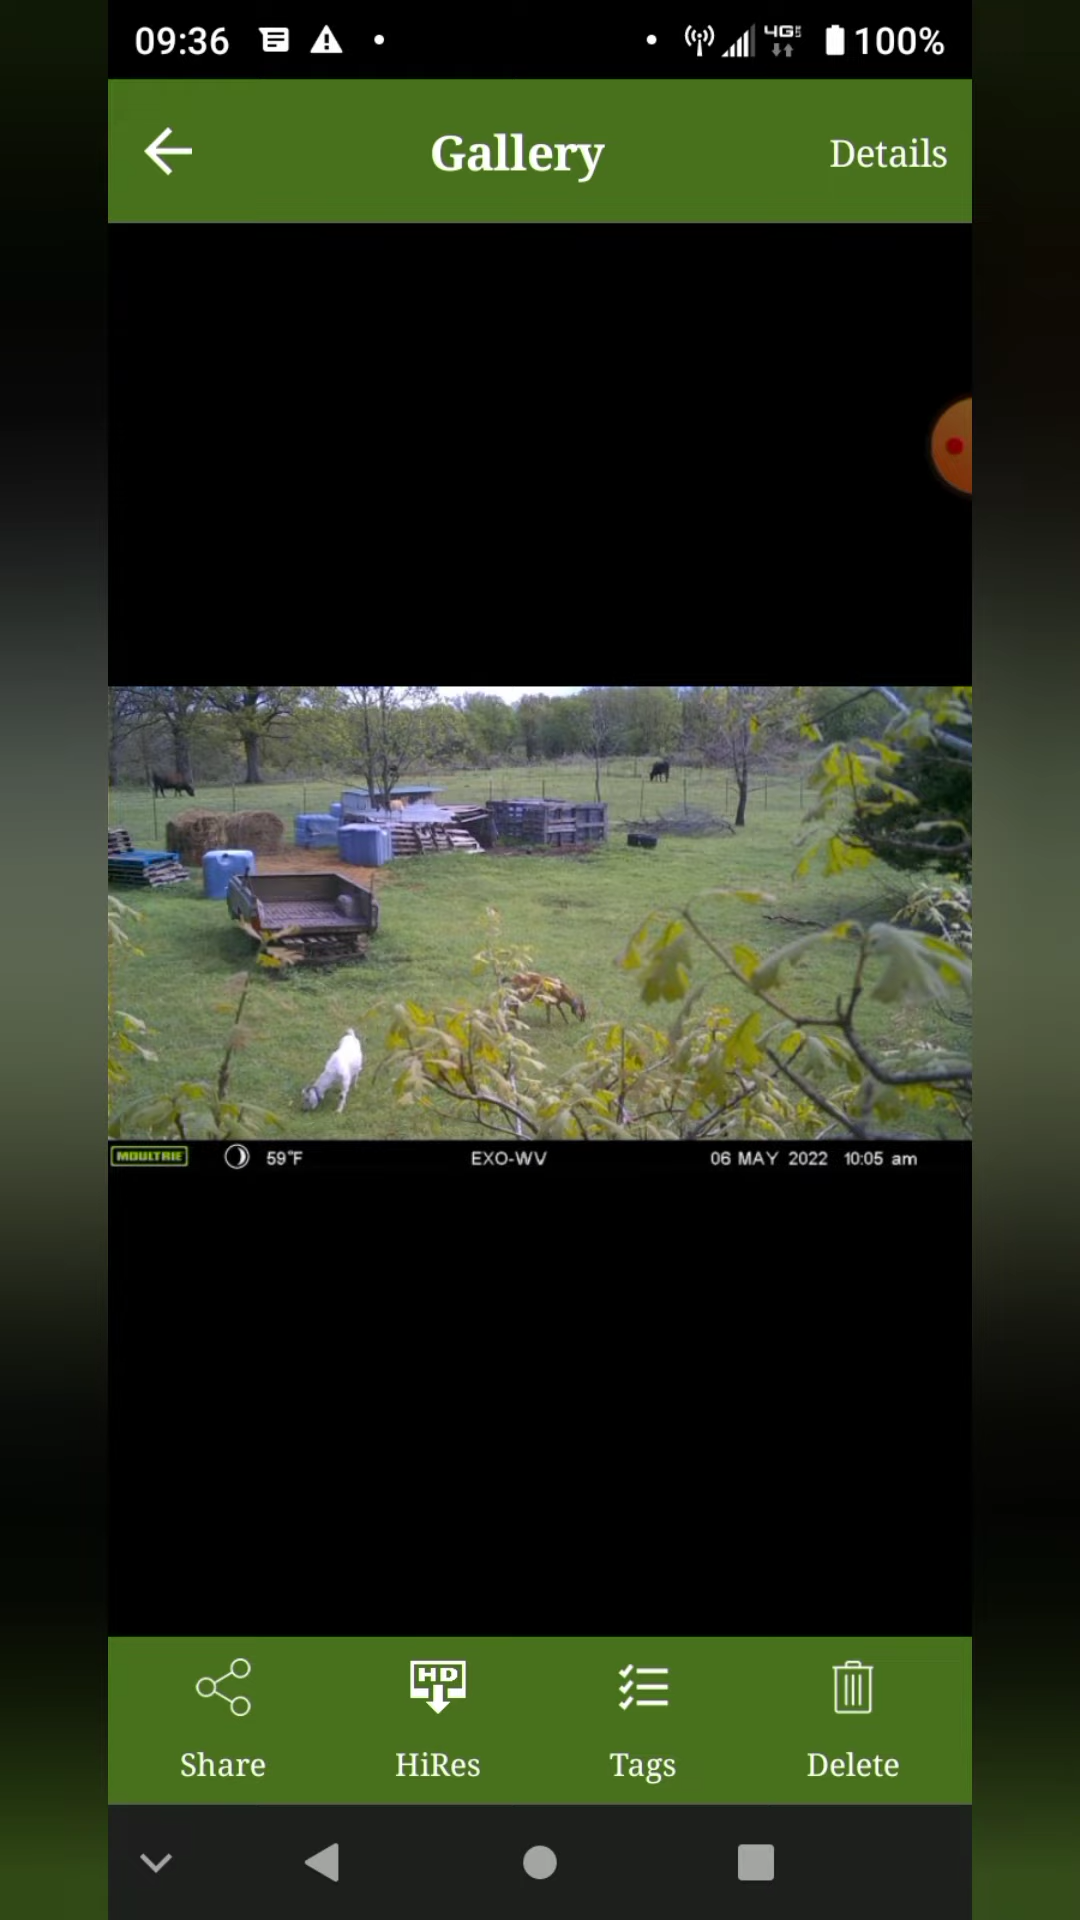 09:36 4G 100%
Gallery Details
MOULTRIE 59°F EXO-WV 06 MAY 2022 10:05 am
HD
Share HiRes Tags Delete